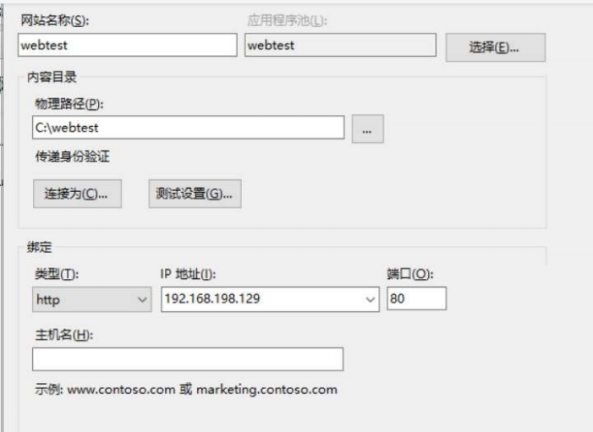 网站名称(S): 应用程序池(L):
webtest webtest 选择(E)...
内容目录
物理路径(P):
C:\webtest ...
传递身份验证
连接为(C)... 测试设置(G)...
绑定
类型(T): IP 地址(I): 端口(O):
http 192.168.198.129 80
主机名(H):
示例: www.contoso.com 或 marketing.contoso.com